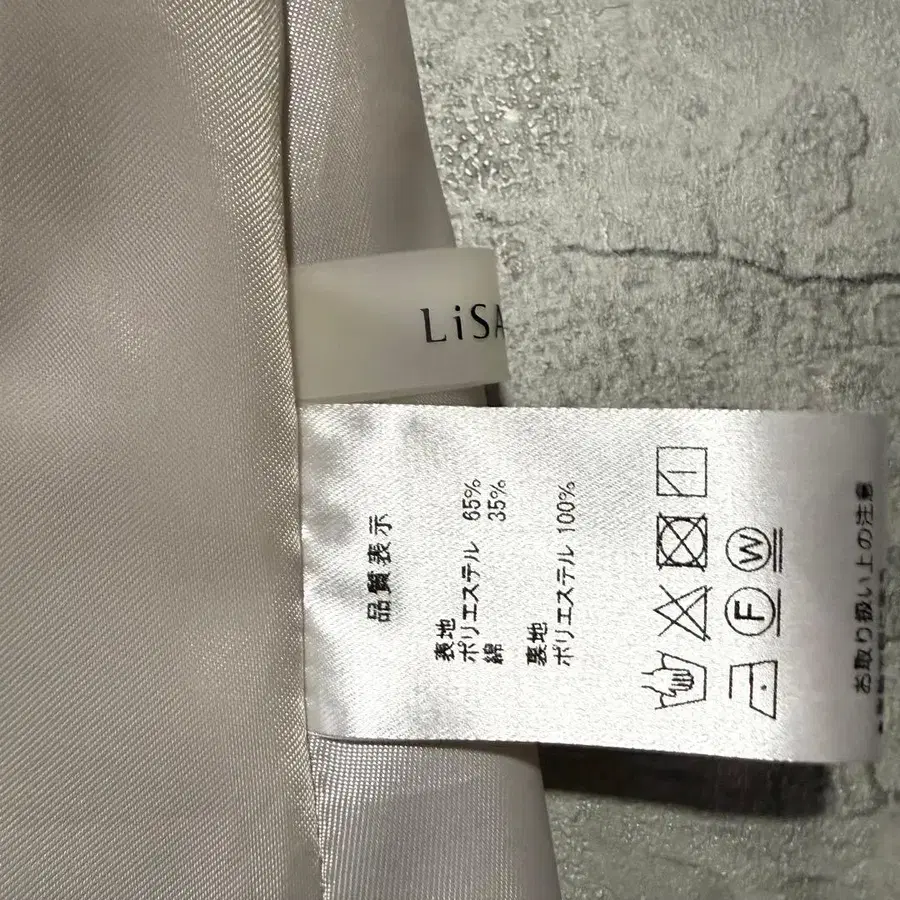 LiSA
品質表示
表地
ポリエステル 65%
綿 35%
裏地
ポリエステル 100%
F
W
お取り扱い上の注意